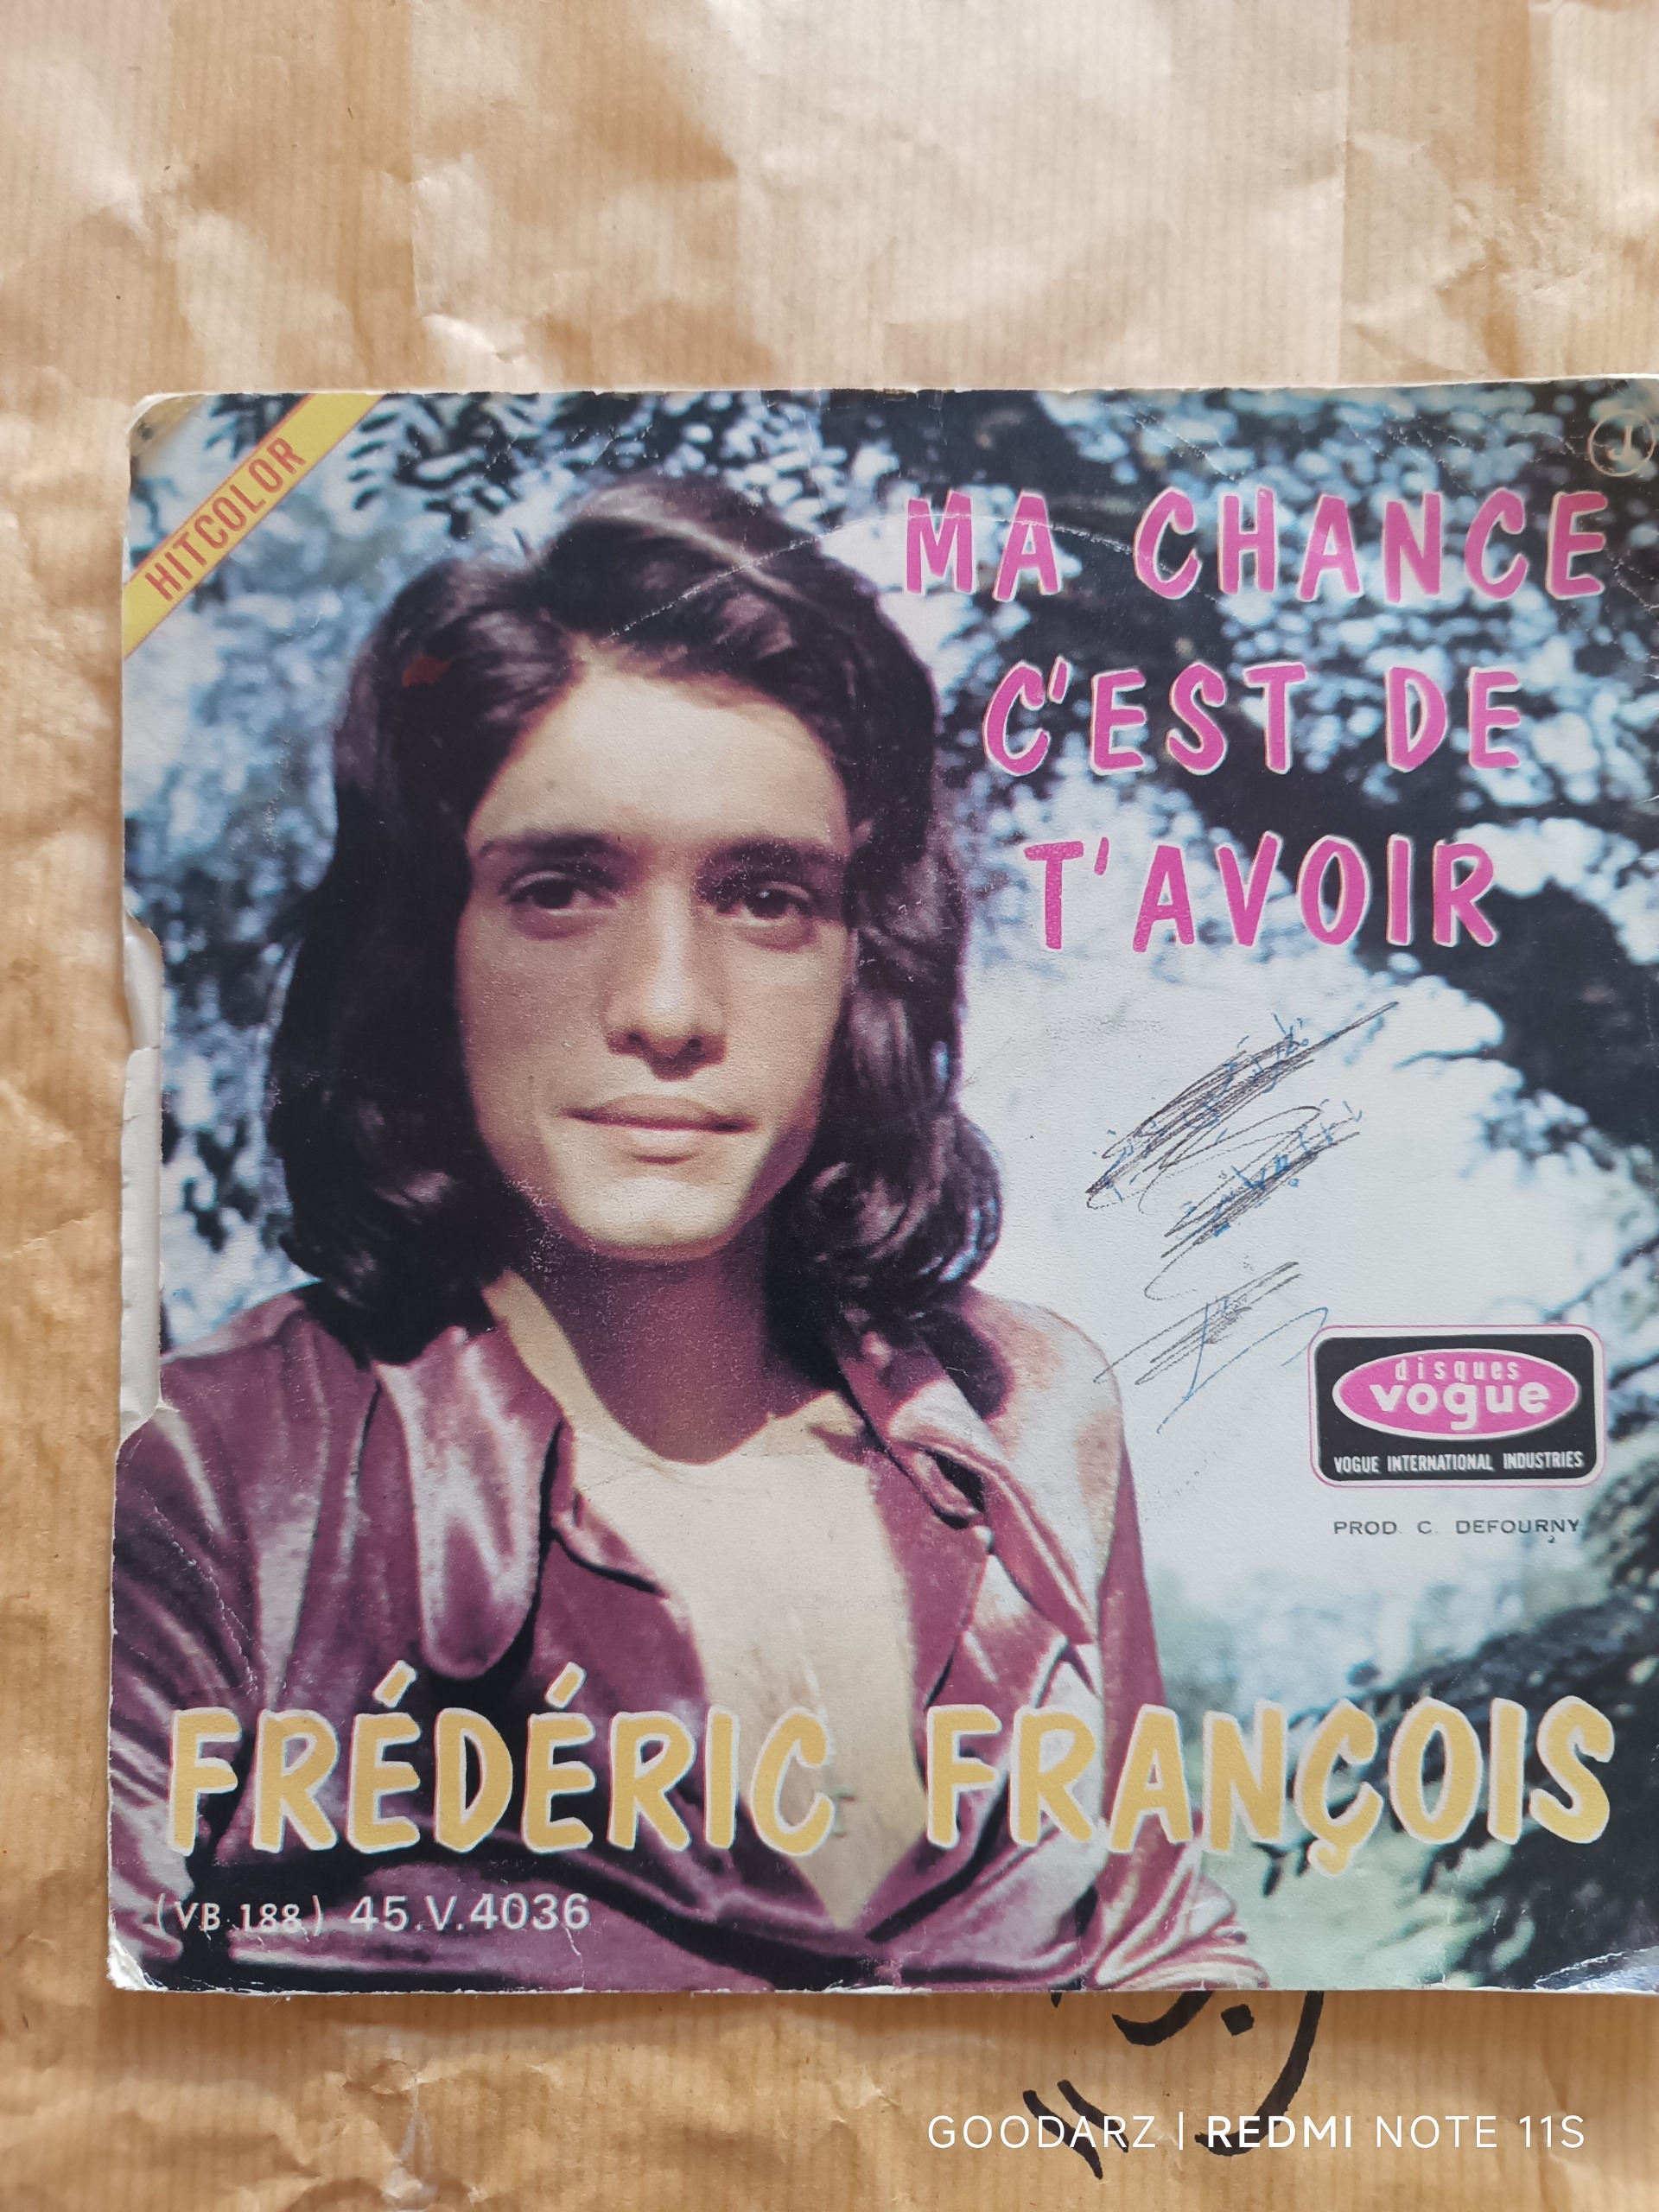 HITCOLOR
J
MA CHANCE
C'EST DE
T'AVOIR
disques
vogue
VOGUE INTERNATIONAL INDUSTRIES
PROD. C. DEFOURNY
FRÉDÉRIC FRANÇOIS
(VB 188) 45.V.4036
GOODARZ | REDMI NOTE 11S